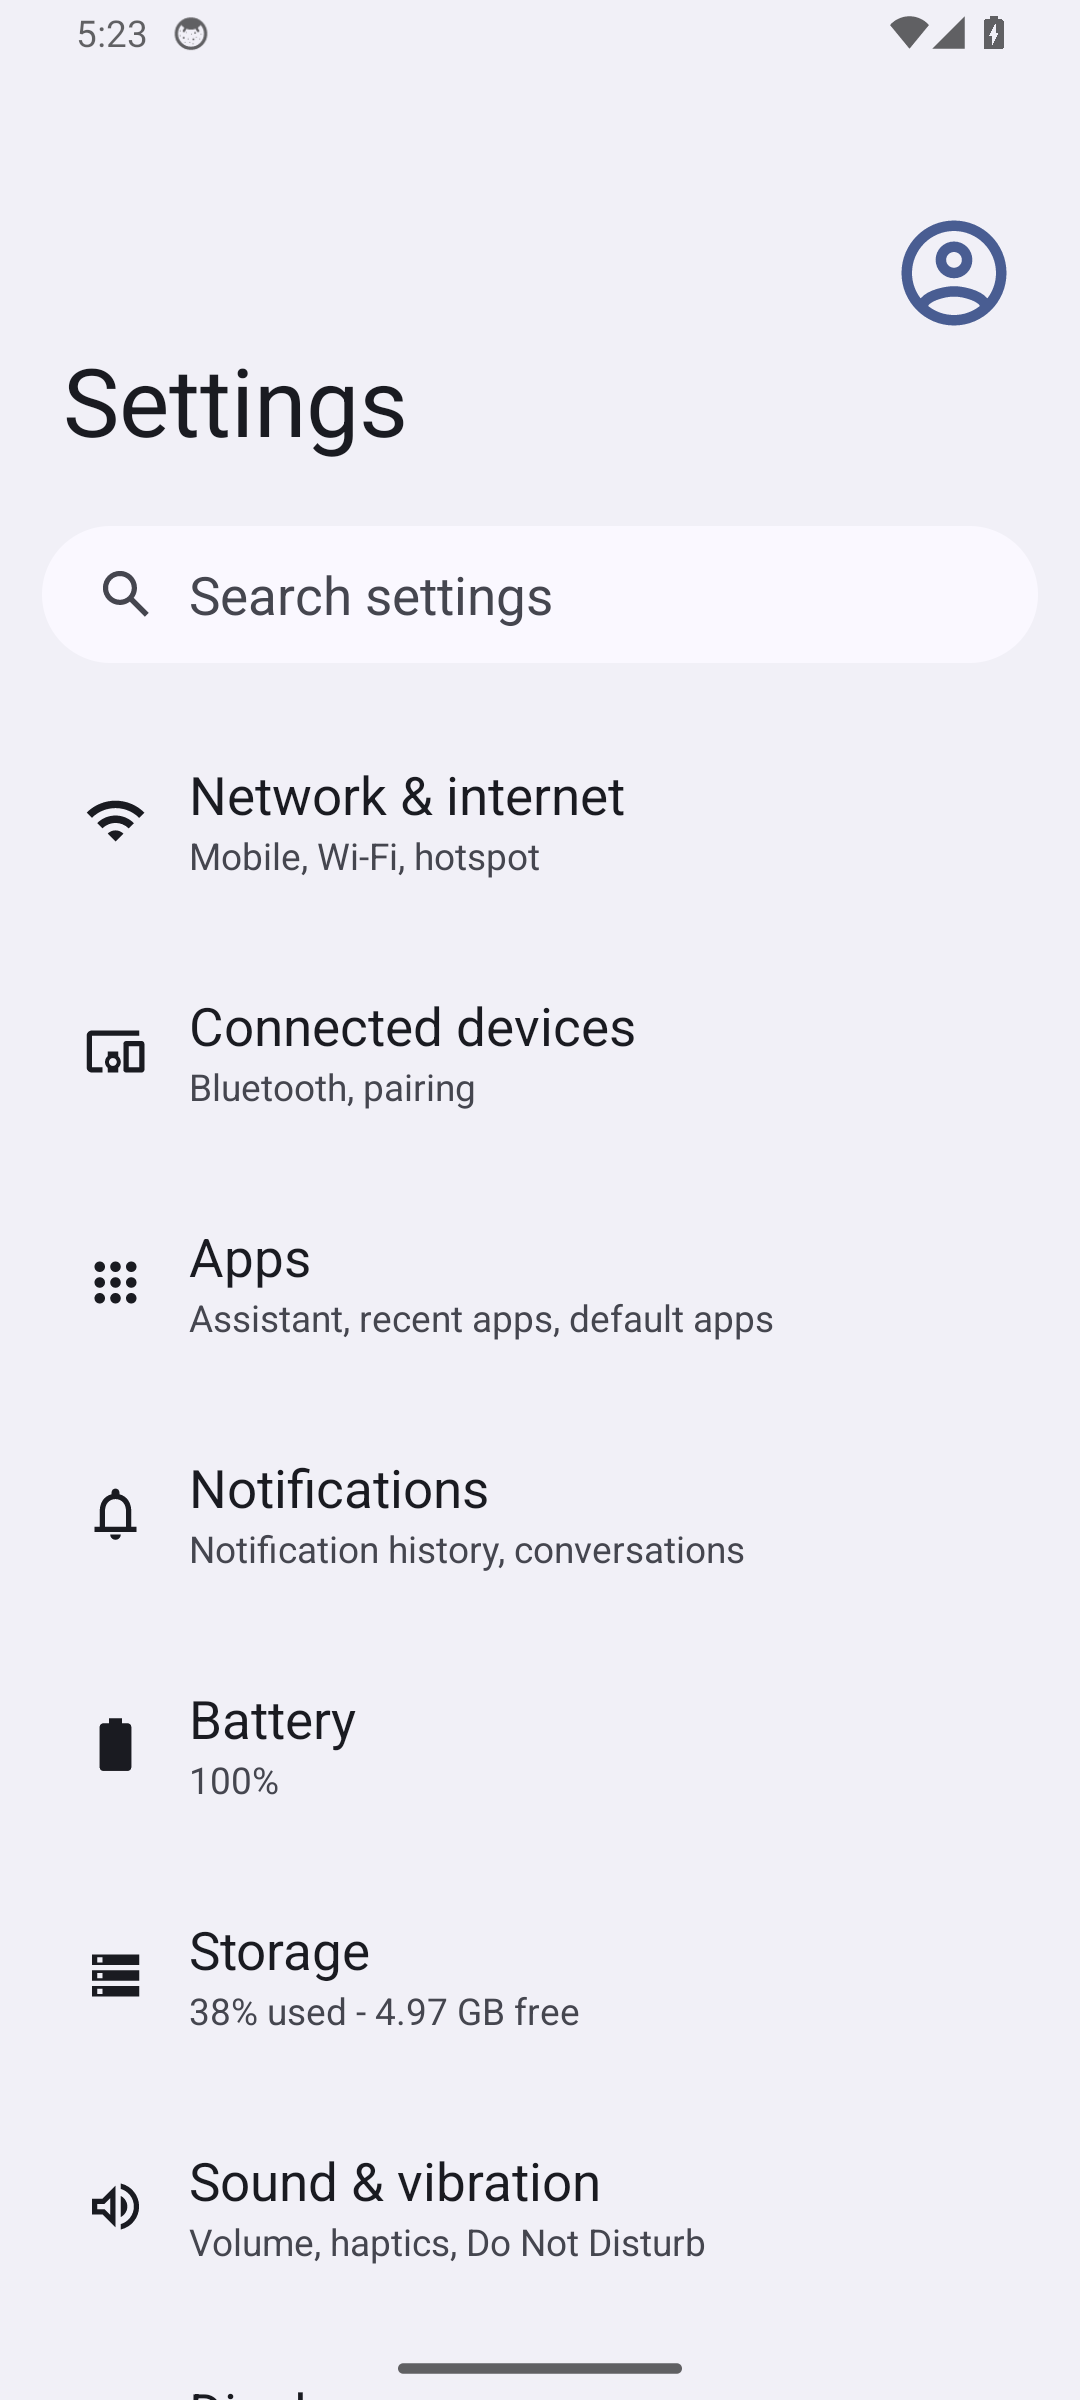 5:23
Settings
Search settings
Network & internet
Mobile, Wi-Fi, hotspot
Connected devices
Bluetooth, pairing
Apps
Assistant, recent apps, default apps
Notifications
Notification history, conversations
Battery
100%
Storage
38% used - 4.97 GB free
Sound & vibration
Volume, haptics, Do Not Disturb